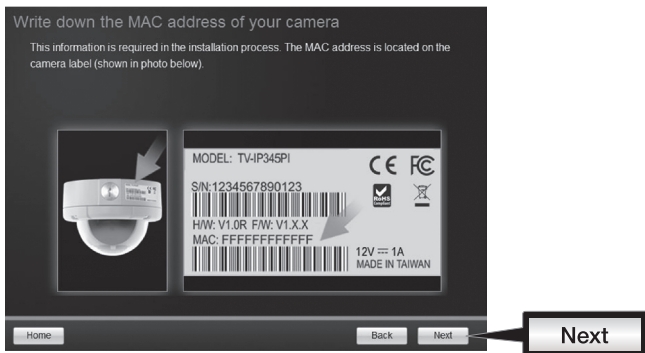 Write down the MAC address of your camera
This information is required in the installation process. The MAC address is located on the
camera label (shown in photo below).
MODEL: TV-IP345PI
CE FC
S/N:1234567890123
RoHS
Compliant
H/W: V1.0R F/W: V1.X.X
MAC: FFFFFFFFFFFF
12V ⎓ 1A
MADE IN TAIWAN
Home
Back
Next
Next